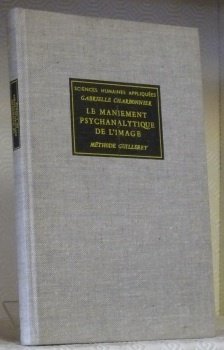 SCIENCES HUMAINES APPLIQUÉES
GABRIELLE CHARBONNIER
LE MANIEMENT
PSYCHANALYTIQUE
DE L'IMAGE
MÉTHODE GUILLEREY